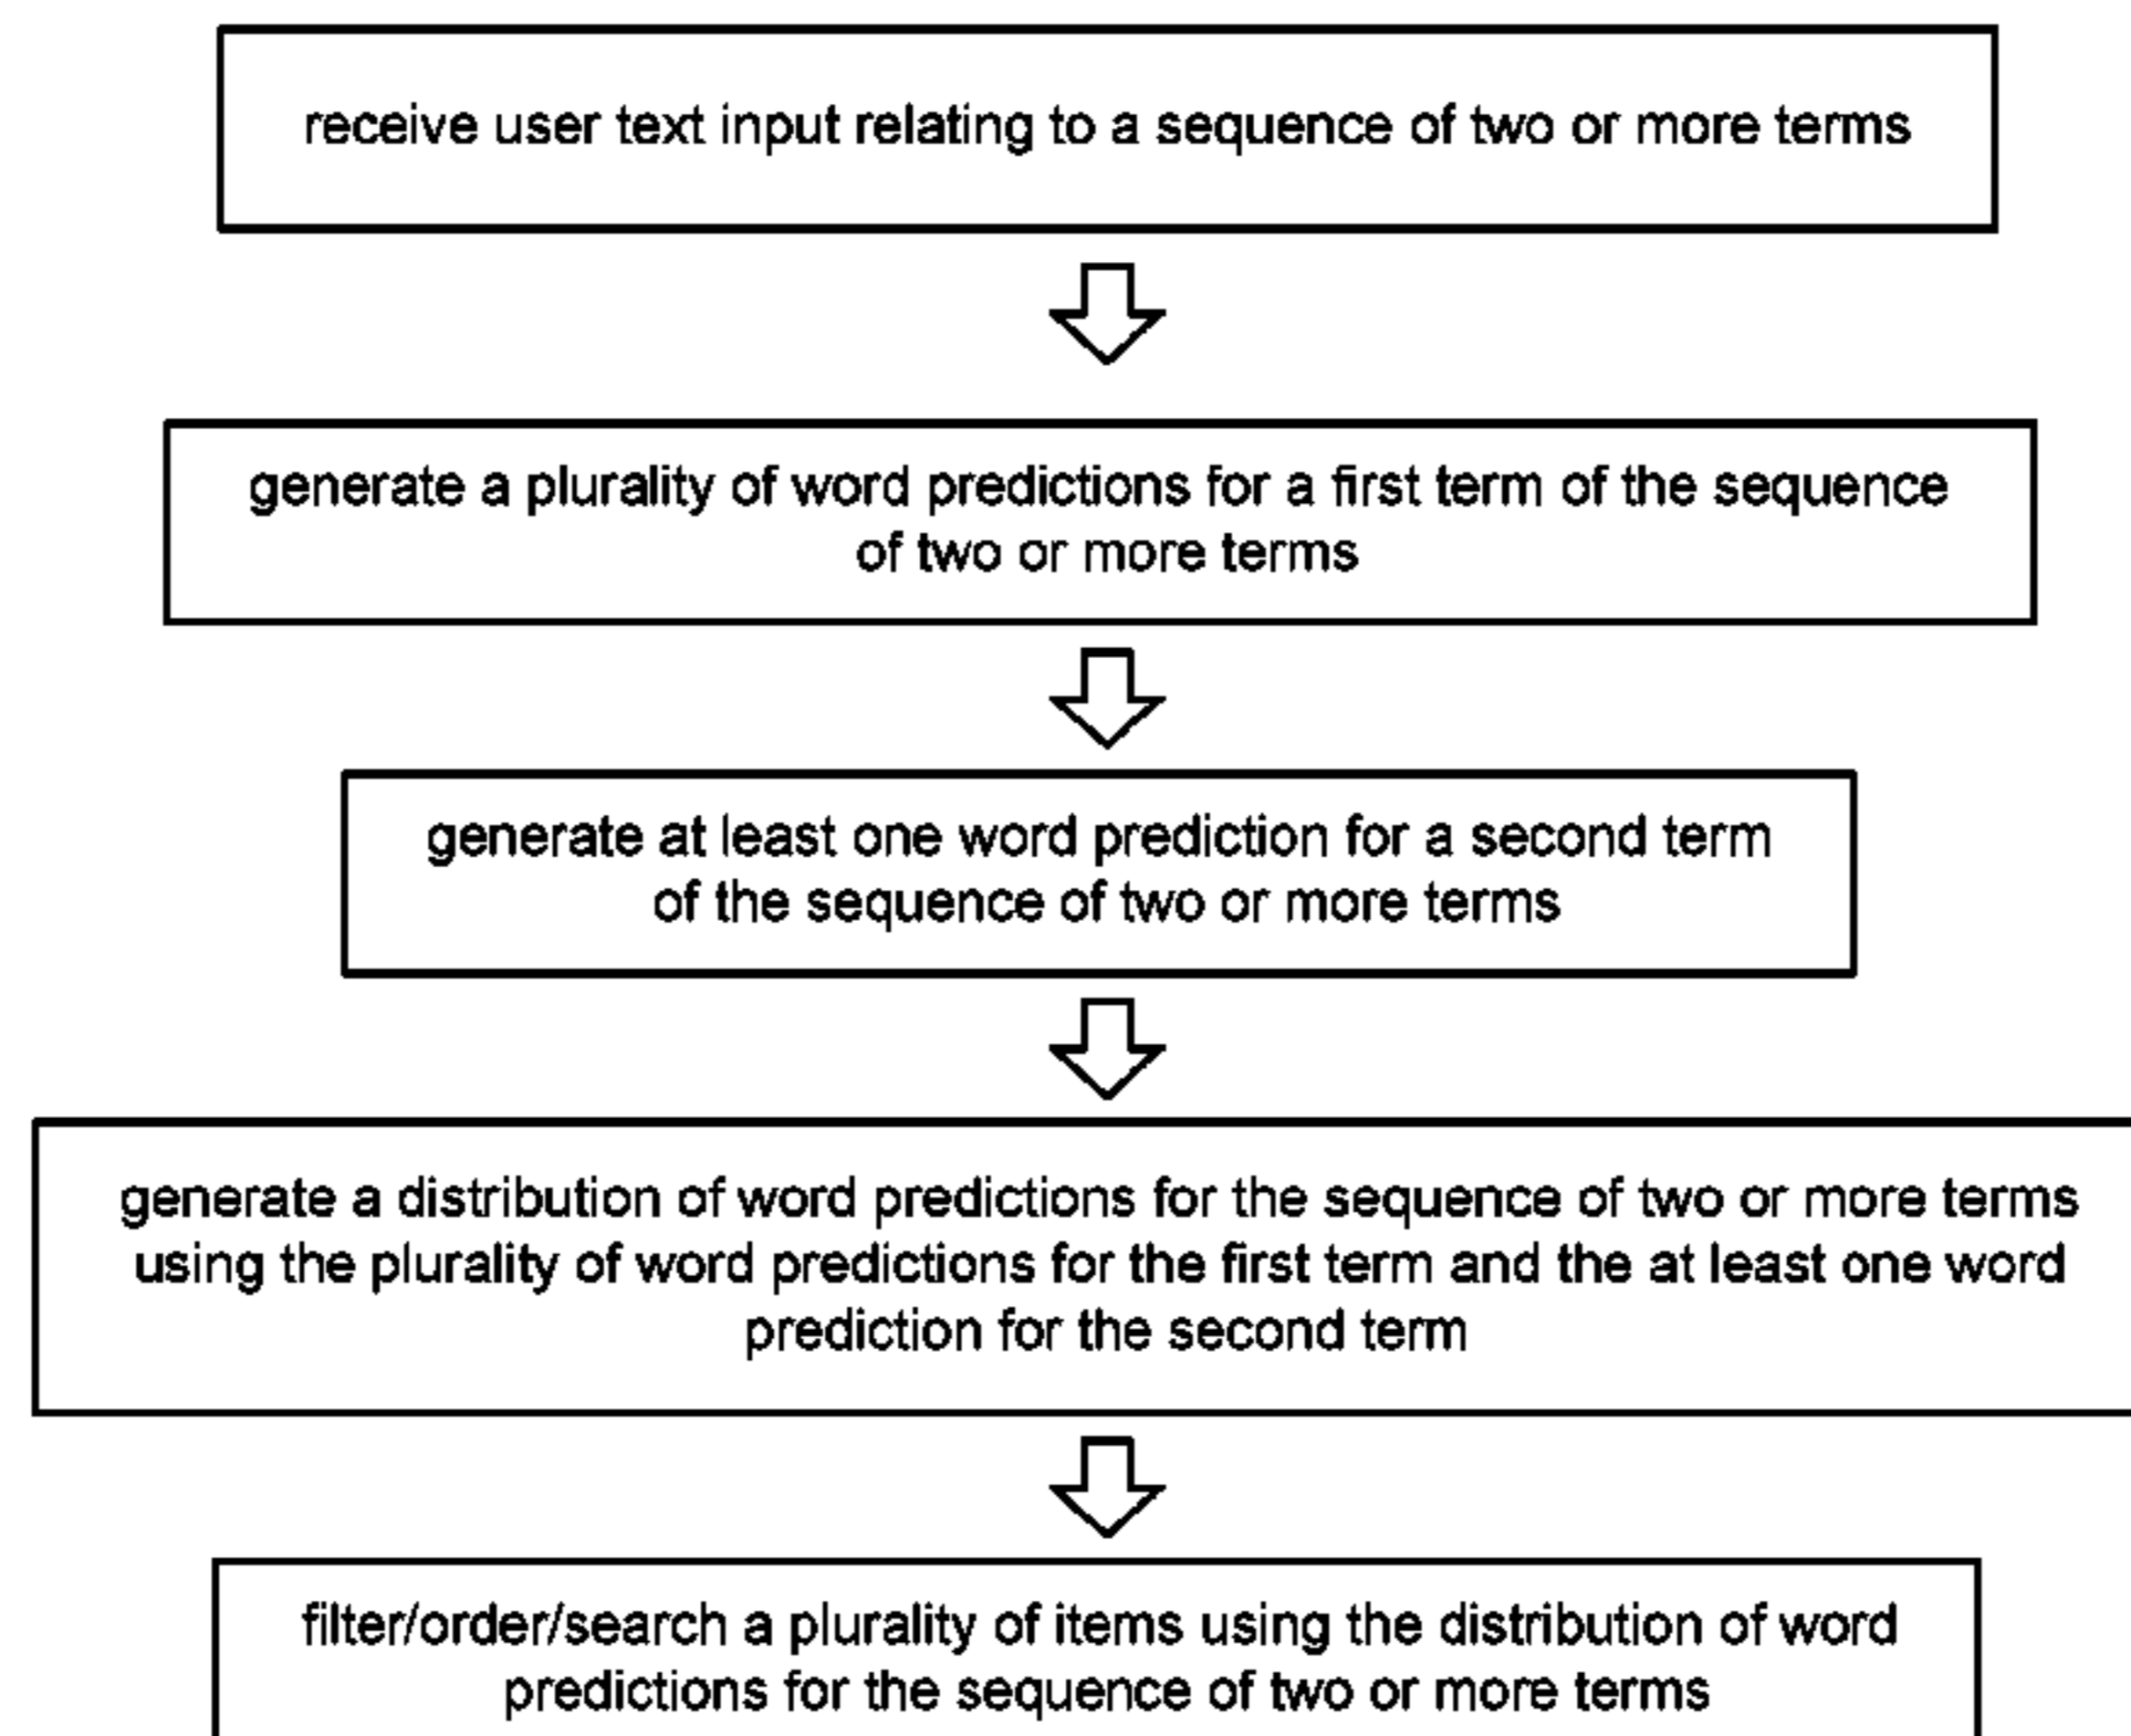 receive user text input relating to a sequence of two or more terms
generate a plurality of word predictions for a first term of the sequence
of two or more terms
generate at least one word prediction for a second term
of the sequence of two or more terms
generate a distribution of word predictions for the sequence of two or more terms
using the plurality of word predictions for the first term and the at least one word
prediction for the second term
filter/order/search a plurality of items using the distribution of word
predictions for the sequence of two or more terms